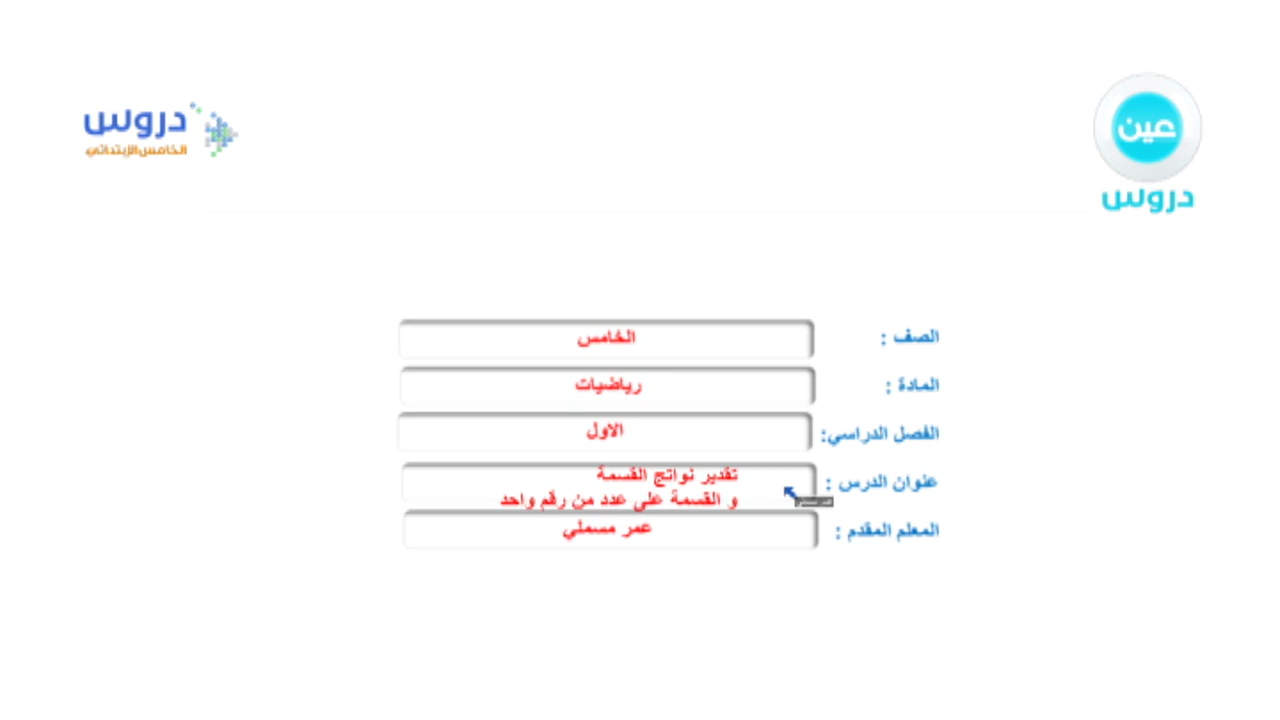 عين
دروس
دروس
الخامس الابتدائي
الصف : الخامس
المادة : رياضيات
الفصل الدراسي: الاول
عنوان الدرس : تقدير نواتج القسمة
و القسمة على عدد من رقم واحد
المعلم المقدم : عمر مسملي